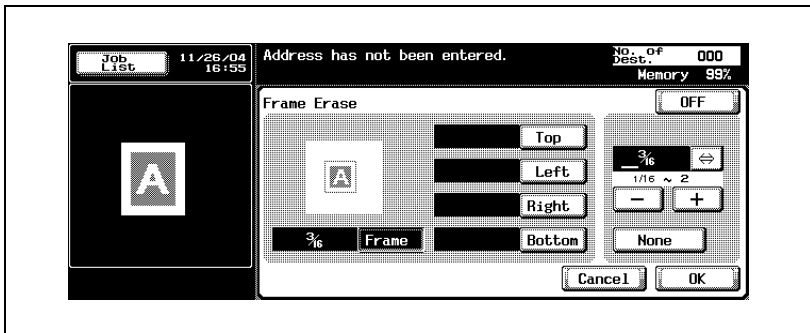 Job List
11/26/04
16:55
Address has not been entered.
No. of Dest. 000
Memory 99%
Frame Erase
OFF
A
A
Top
Left
Right
Bottom
3/16
Frame
3/16
⇔
1/16 ~ 2
−
+
None
Cancel
OK